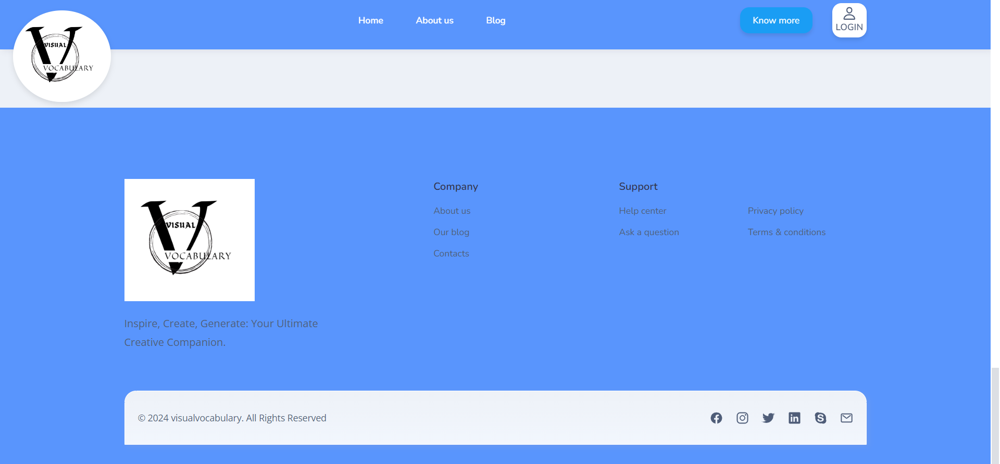 Home
About us
Blog
Know more
LOGIN
VISUAL
VOCABULARY
VISUAL
VOCABULARY
Inspire, Create, Generate: Your Ultimate
Creative Companion.
Company
About us
Our blog
Contacts
Support
Help center
Ask a question
Privacy policy
Terms & conditions
© 2024 visualvocabulary. All Rights Reserved